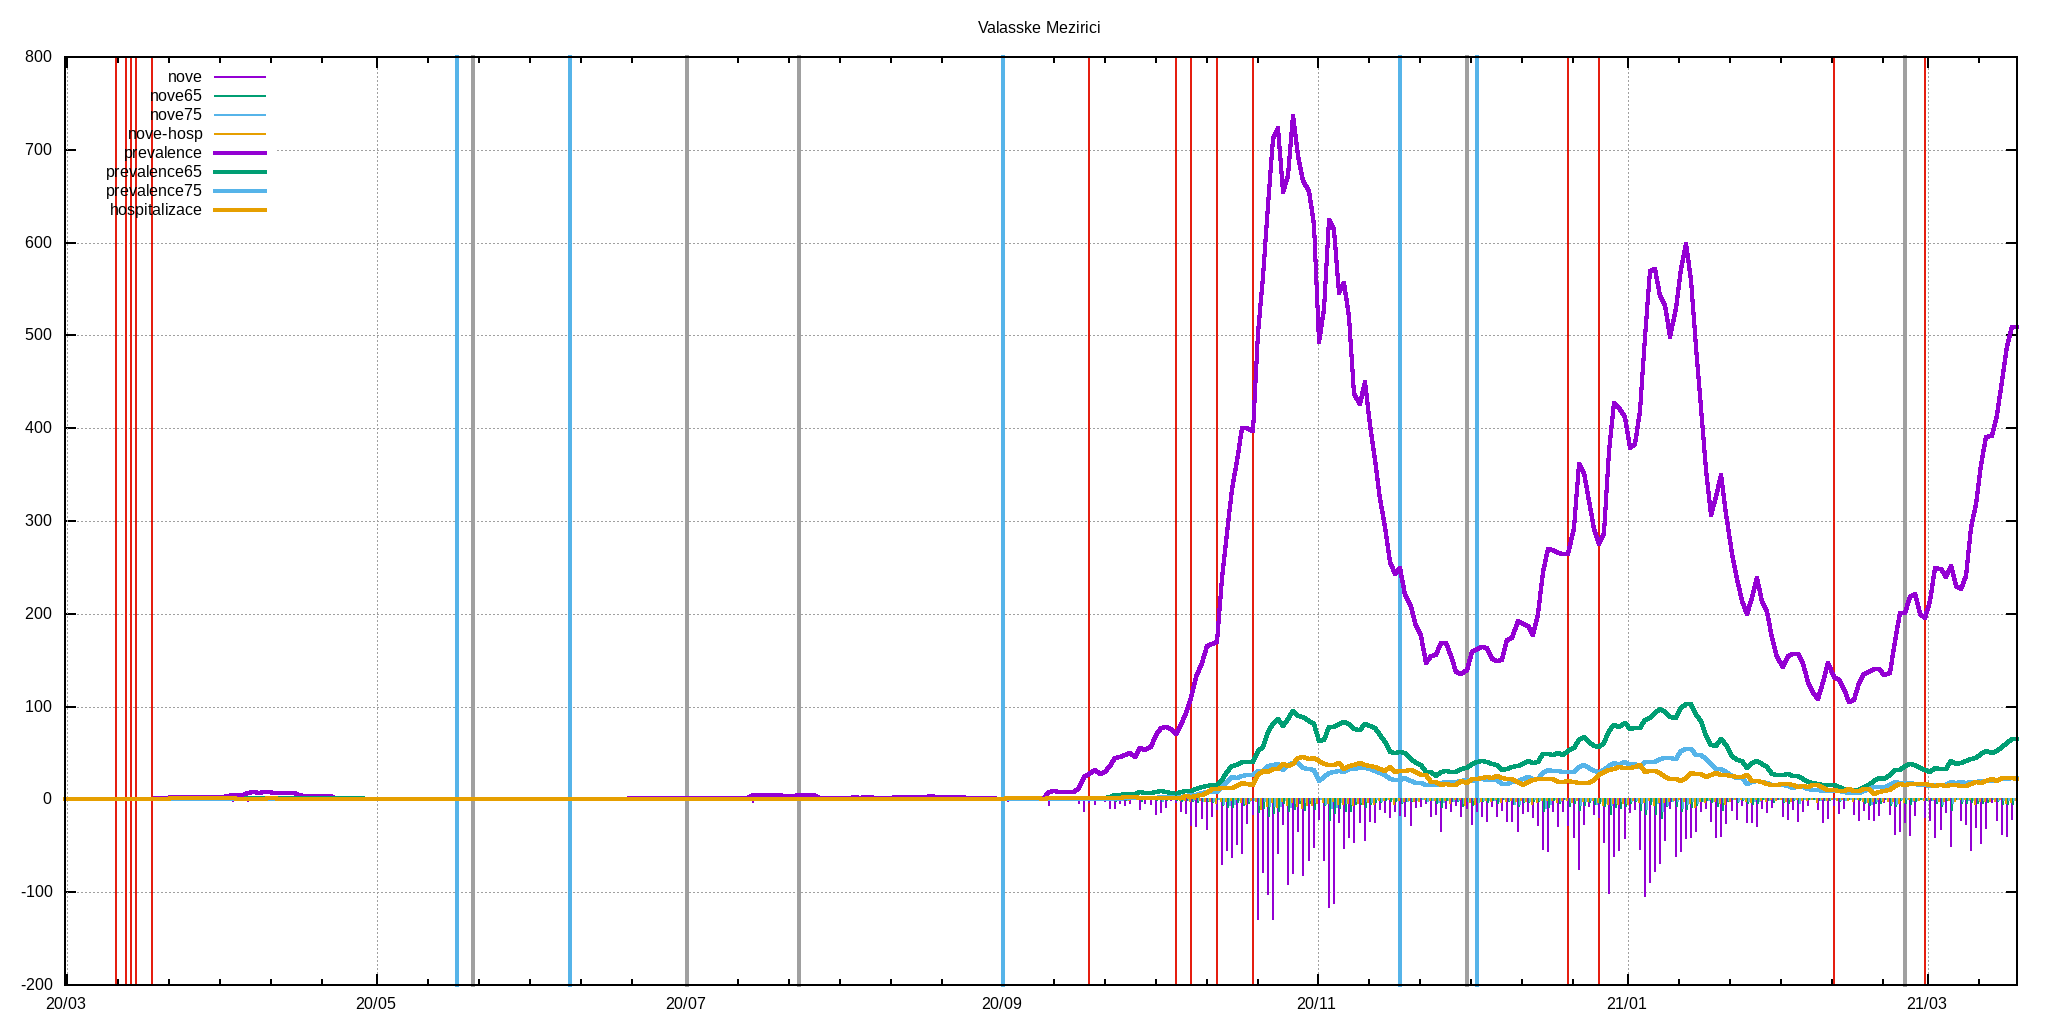 Valasske Mezirici
800
700
600
500
400
300
200
100
0
-100
-200
nove
nove65
nove75
nove-hosp
prevalence
prevalence65
prevalence75
hospitalizace
20/03 20/05 20/07 20/09 20/11 21/01 21/03